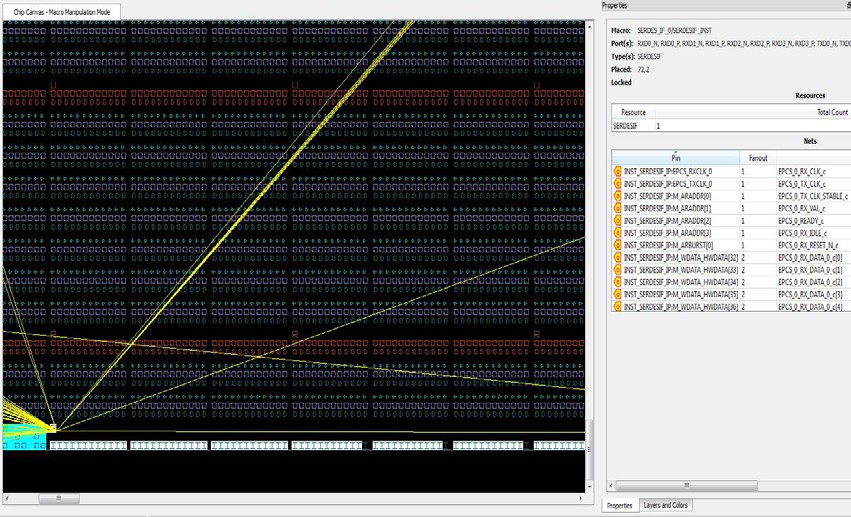 Chip Canvas - Macro Manipulation Mode
Properties
Macro: SERDES_IF_0/SERDESIF_INST
Port(s): RXD0_N, RXD0_P, RXD1_N, RXD1_P, RXD2_N, RXD2_P, RXD3_N, RXD3_P, TXD0_N, TXD0
Type(s): SERDESIF
Placed: 72,2
Locked
Resources
Resource Total Count
SERDESIF 1
Nets
Pin Fanout
INST_SERDESIF_IP:EPCS_RXCLK_0 1 EPCS_0_RX_CLK_c
INST_SERDESIF_IP:EPCS_TXCLK_0 1 EPCS_0_TX_CLK_c
INST_SERDESIF_IP:M_ARADDR[0] 1 EPCS_0_TX_CLK_STABLE_c
INST_SERDESIF_IP:M_ARADDR[1] 1 EPCS_0_RX_VAL_c
INST_SERDESIF_IP:M_ARADDR[2] 1 EPCS_0_READY_c
INST_SERDESIF_IP:M_ARADDR[3] 1 EPCS_0_RX_IDLE_c
INST_SERDESIF_IP:M_ARBURST[0] 1 EPCS_0_RX_RESET_N_c
INST_SERDESIF_IP:M_WDATA_HWDATA[32] 2 EPCS_0_RX_DATA_0_c[0]
INST_SERDESIF_IP:M_WDATA_HWDATA[33] 2 EPCS_0_RX_DATA_0_c[1]
INST_SERDESIF_IP:M_WDATA_HWDATA[34] 2 EPCS_0_RX_DATA_0_c[2]
INST_SERDESIF_IP:M_WDATA_HWDATA[35] 2 EPCS_0_RX_DATA_0_c[3]
INST_SERDESIF_IP:M_WDATA_HWDATA[36] 2 EPCS_0_RX_DATA_0_c[4]
Properties Layers and Colors